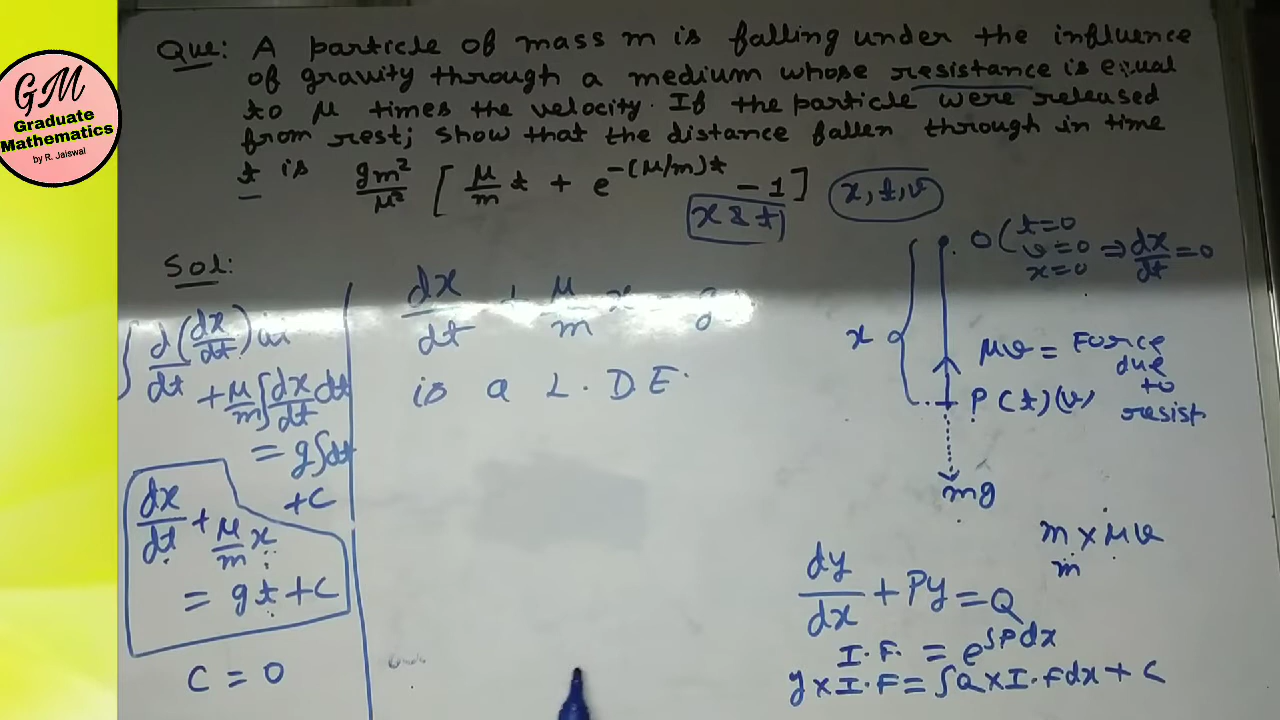 GM
Graduate
Mathematics
by R. Jaiswal
Que: A particle of mass m is falling under the influence
of gravity through a medium whose resistance is equal
to μ times the velocity. If the particle were released
from rest; show that the distance fallen through in time
t is gm²/μ² [ μ/m t + e^-(μ/m)t - 1 ]
x, t, v
x & t
Sol:
∫ d/dt (dx/dt) dt
+ μ/m ∫ dx/dt dt
= g∫dt
+ C
dx/dt + μ/m x
= gt + C
C = 0
dx/dt + μ/m x
is a L.D.E.
O (t=0
v=0 ⇒ dx/dt = 0
x=0
x
μv = Force
due
to
resist
P (t)(v)
mg
m × μv
m
dy/dx + Py = Q
I.F. = e^∫Pdx
y × I.F = ∫Q × I.F dx + C